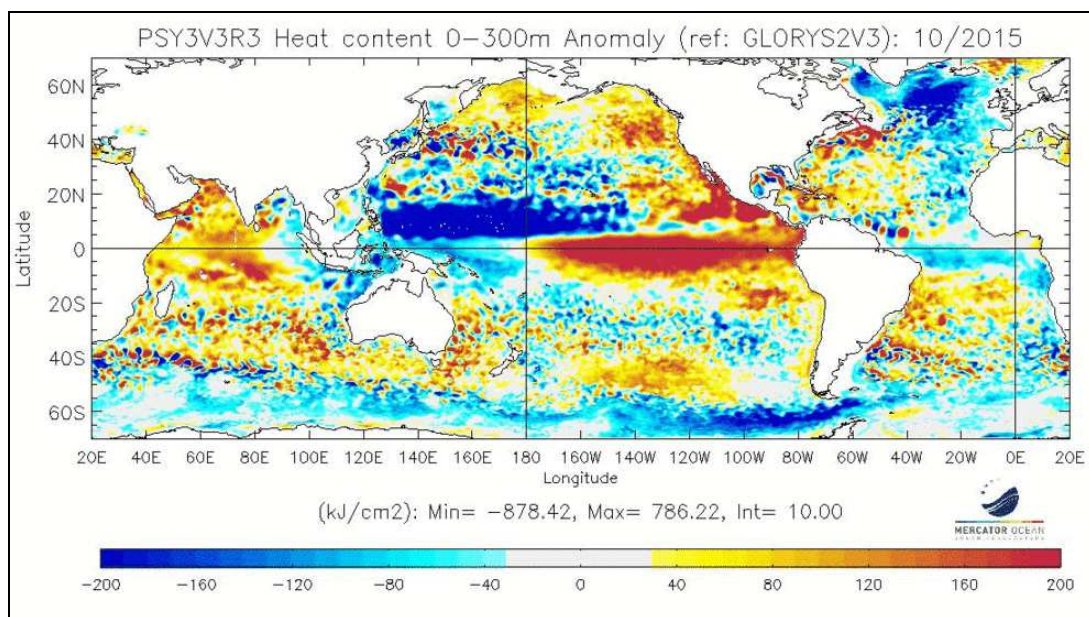 PSY3V3R3 Heat content 0-300m Anomaly (ref: GLORYS2V3): 10/2015
60N
40N
20N
0
20S
40S
60S
Latitude
20E 40E 60E 80E 100E 120E 140E 160E 180 160W 140W 120W 100W 80W 60W 40W 20W 0E 20E
Longitude
(kJ/cm2): Min= -878.42, Max= 786.22, Int= 10.00
MERCATOR OCEAN
-200 -160 -120 -80 -40 0 40 80 120 160 200